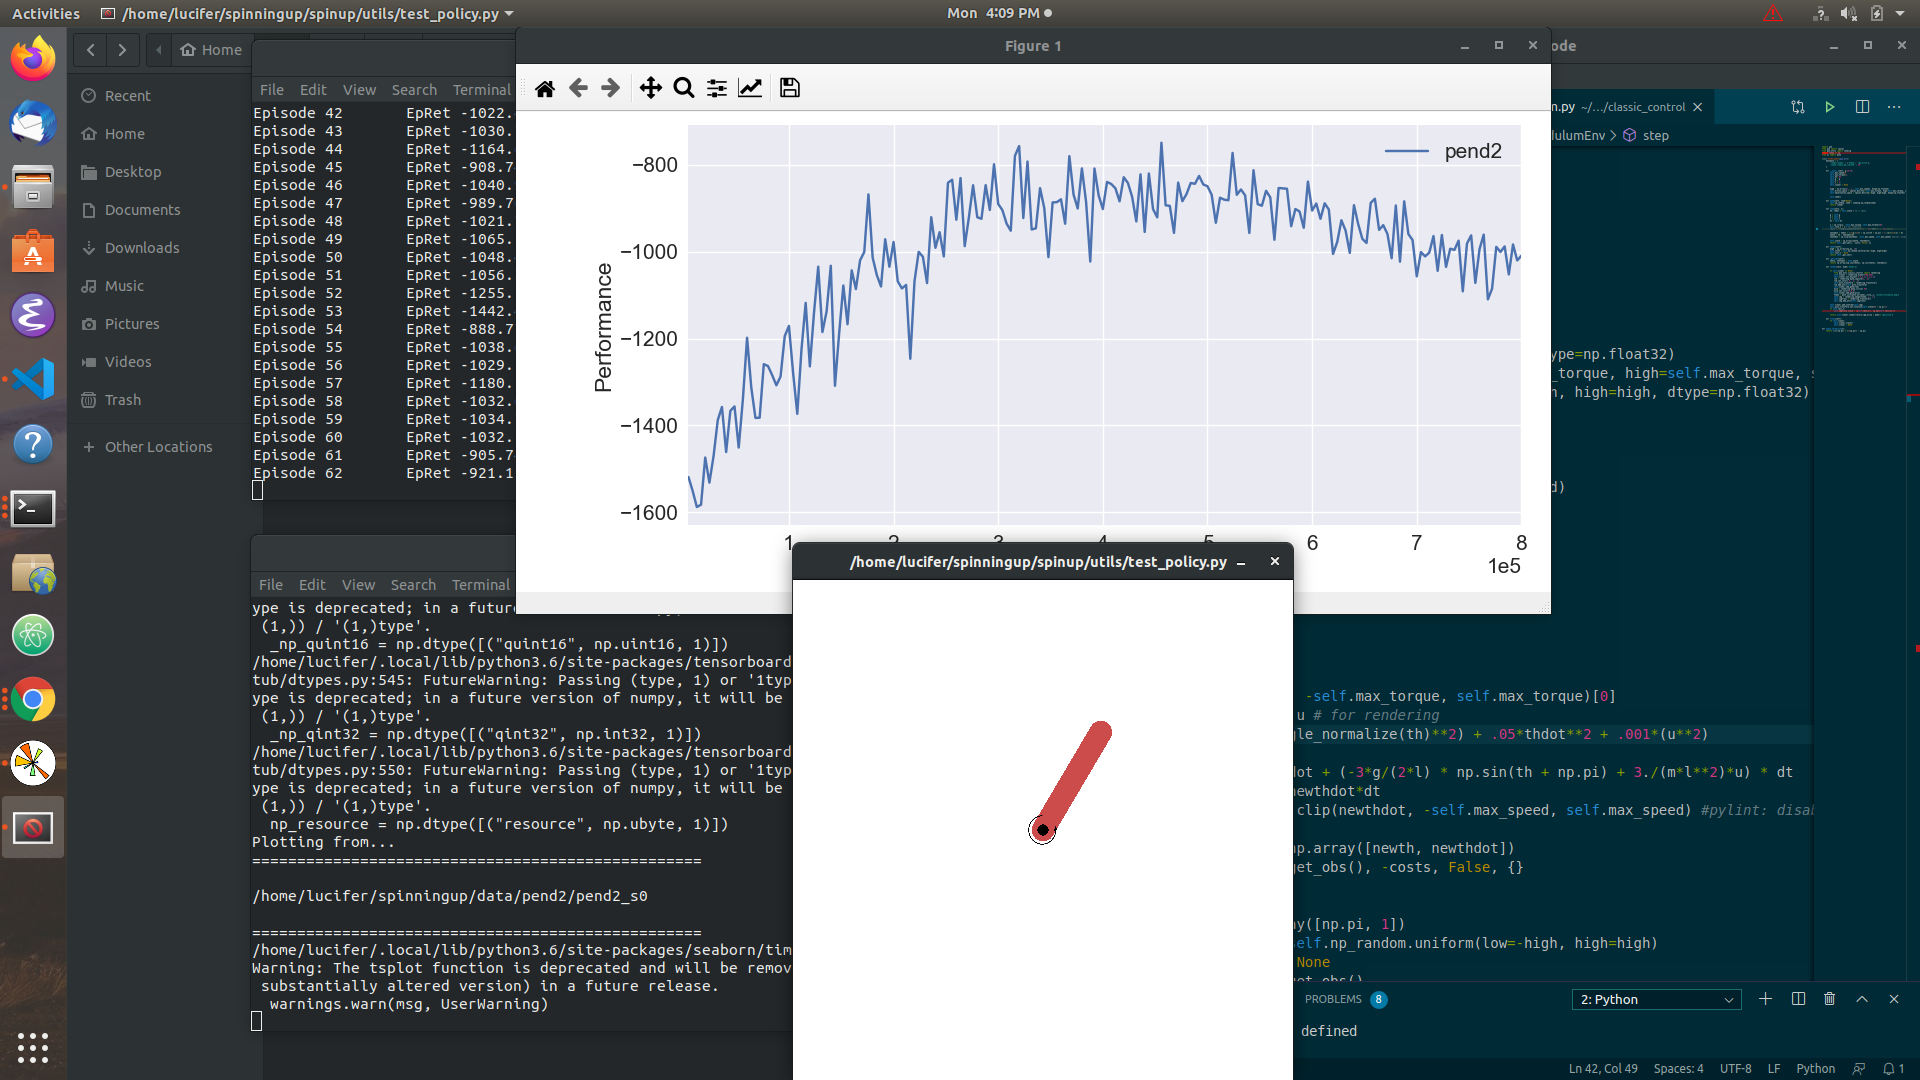 Activities
/home/lucifer/spinningup/spinup/utils/test_policy.py
Mon 4:09 PM
Home
Recent
Home
Desktop
Documents
Downloads
Music
Pictures
Videos
Trash
Other Locations
File Edit View Search Terminal
Episode 42 EpRet -1022.
Episode 43 EpRet -1030.
Episode 44 EpRet -1164.
Episode 45 EpRet -908.7
Episode 46 EpRet -1040.
Episode 47 EpRet -989.7
Episode 48 EpRet -1021.
Episode 49 EpRet -1065.
Episode 50 EpRet -1048.
Episode 51 EpRet -1056.
Episode 52 EpRet -1255.
Episode 53 EpRet -1442.
Episode 54 EpRet -888.7
Episode 55 EpRet -1038.
Episode 56 EpRet -1029.
Episode 57 EpRet -1180.
Episode 58 EpRet -1032.
Episode 59 EpRet -1034.
Episode 60 EpRet -1032.
Episode 61 EpRet -905.7
Episode 62 EpRet -921.1
Figure 1
pend2
Performance
−800
−1000
−1200
−1400
−1600
1 2 3 4 5 6 7 8
1e5
File Edit View Search Terminal
ype is deprecated; in a futur
(1,)) / '(1,)type'.
_np_quint16 = np.dtype([("quint16", np.uint16, 1)])
/home/lucifer/.local/lib/python3.6/site-packages/tensorboard
tub/dtypes.py:545: FutureWarning: Passing (type, 1) or '1typ
ype is deprecated; in a future version of numpy, it will be
(1,)) / '(1,)type'.
_np_qint32 = np.dtype([("qint32", np.int32, 1)])
/home/lucifer/.local/lib/python3.6/site-packages/tensorboard
tub/dtypes.py:550: FutureWarning: Passing (type, 1) or '1typ
ype is deprecated; in a future version of numpy, it will be
(1,)) / '(1,)type'.
np_resource = np.dtype([("resource", np.ubyte, 1)])
Plotting from...
==================================================
/home/lucifer/spinningup/data/pend2/pend2_s0
==================================================
/home/lucifer/.local/lib/python3.6/site-packages/seaborn/tim
Warning: The tsplot function is deprecated and will be remov
substantially altered version) in a future release.
warnings.warn(msg, UserWarning)
/home/lucifer/spinningup/spinup/utils/test_policy.py
ode
n.py ~/.../classic_control
lulumEnv > step
ype=np.float32)
_torque, high=self.max_torque, s
h, high=high, dtype=np.float32)
d)
-self.max_torque, self.max_torque)[0]
u # for rendering
gle_normalize(th)**2) + .05*thdot**2 + .001*(u**2)
dot + (-3*g/(2*l) * np.sin(th + np.pi) + 3./(m*l**2)*u) * dt
newthdot*dt
clip(newthdot, -self.max_speed, self.max_speed) #pylint: disab
np.array([newth, newthdot])
get_obs(), -costs, False, {}
ay([np.pi, 1])
self.np_random.uniform(low=-high, high=high)
None
get_obs()
PROBLEMS 8
2: Python
defined
Ln 42, Col 49 Spaces: 4 UTF-8 LF Python 1